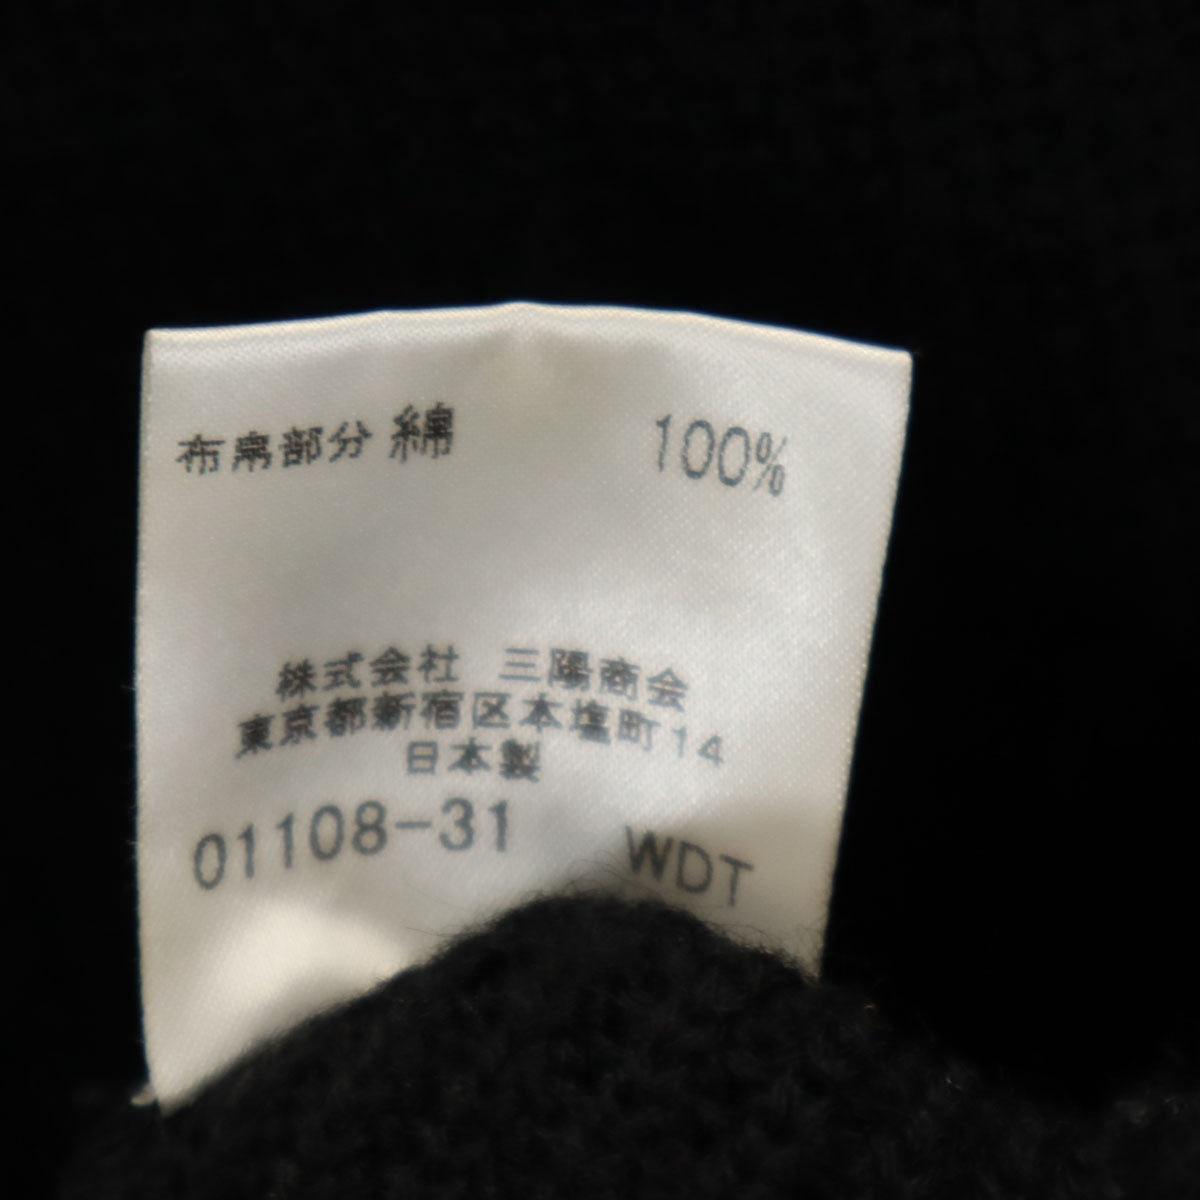 布帛部分 綿 100%
株式会社 三陽商会
東京都新宿区本塩町14
日本製
01108-31 WDT